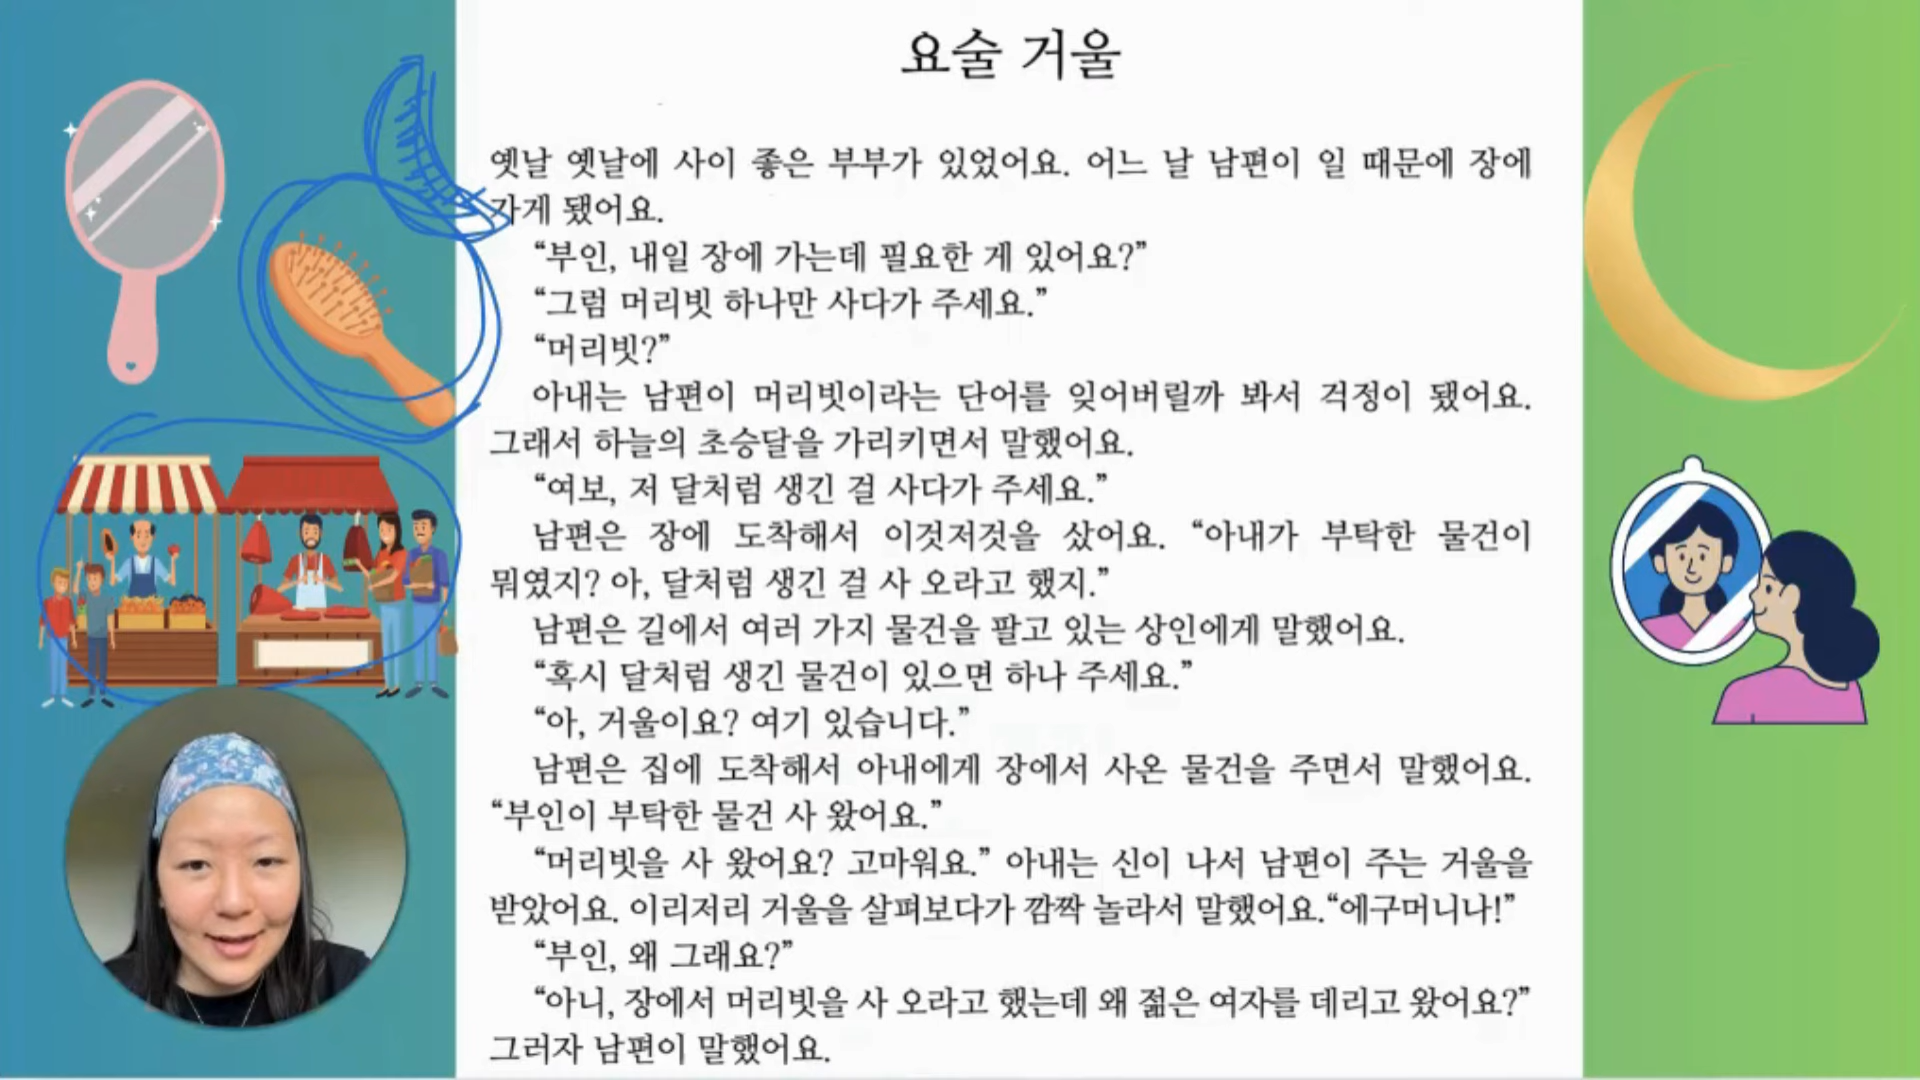 요술 거울
옛날 옛날에 사이 좋은 부부가 있었어요. 어느 날 남편이 일 때문에 장에
가게 됐어요.
“부인, 내일 장에 가는데 필요한 게 있어요?”
“그럼 머리빗 하나만 사다가 주세요.”
“머리빗?”
아내는 남편이 머리빗이라는 단어를 잊어버릴까 봐서 걱정이 됐어요.
그래서 하늘의 초승달을 가리키면서 말했어요.
“여보, 저 달처럼 생긴 걸 사다가 주세요.”
남편은 장에 도착해서 이것저것을 샀어요. “아내가 부탁한 물건이
뭐였지? 아, 달처럼 생긴 걸 사 오라고 했지.”
남편은 길에서 여러 가지 물건을 팔고 있는 상인에게 말했어요.
“혹시 달처럼 생긴 물건이 있으면 하나 주세요.”
“아, 거울이요? 여기 있습니다.”
남편은 집에 도착해서 아내에게 장에서 사온 물건을 주면서 말했어요.
“부인이 부탁한 물건 사 왔어요.”
“머리빗을 사 왔어요? 고마워요.” 아내는 신이 나서 남편이 주는 거울을
받았어요. 이리저리 거울을 살펴보다가 깜짝 놀라서 말했어요.“에구머니나!”
“부인, 왜 그래요?”
“아니, 장에서 머리빗을 사 오라고 했는데 왜 젊은 여자를 데리고 왔어요?”
그러자 남편이 말했어요.